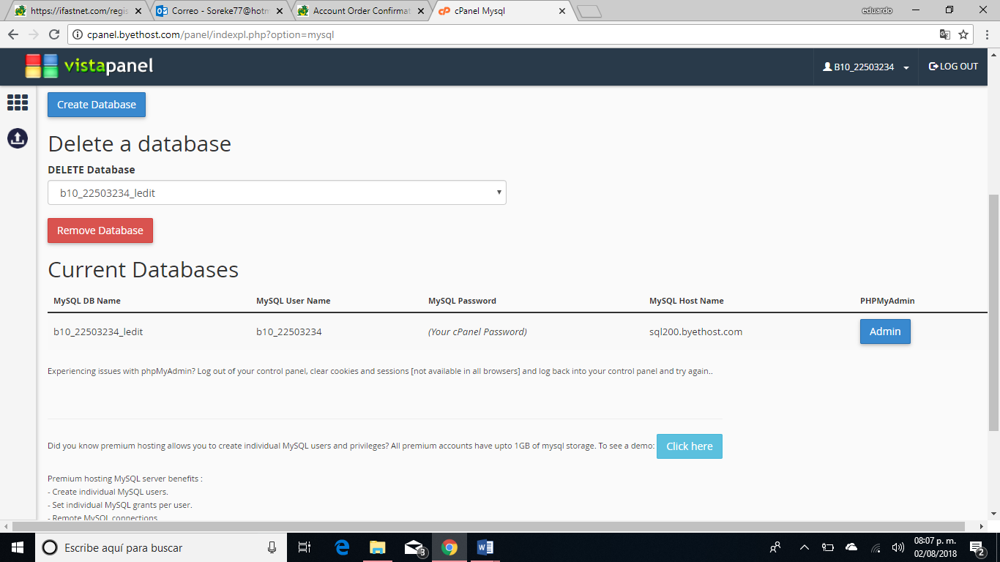 https://ifastnet.com/regis
Correo - Soreke77@hotm
Account Order Confirmat
cPanel Mysql
eduardo
cpanel.byethost.com/panel/indexpl.php?option=mysql
vistapanel
B10_22503234
LOG OUT
Create Database
Delete a database
DELETE Database
b10_22503234_ledit
Remove Database
Current Databases
MySQL DB Name MySQL User Name MySQL Password MySQL Host Name PHPMyAdmin
b10_22503234_ledit b10_22503234 (Your cPanel Password) sql200.byethost.com Admin
Experiencing issues with phpMyAdmin? Log out of your control panel, clear cookies and sessions [not available in all browsers] and log back into your control panel and try again..
Did you know premium hosting allows you to create individual MySQL users and privileges? All premium accounts have upto 1GB of mysql storage. To see a demo: Click here
Premium hosting MySQL server benefits :
- Create individual MySQL users.
- Set individual MySQL grants per user.
- Remote MySQL connections
Escribe aquí para buscar
3
08:07 p. m.
02/08/2018
2